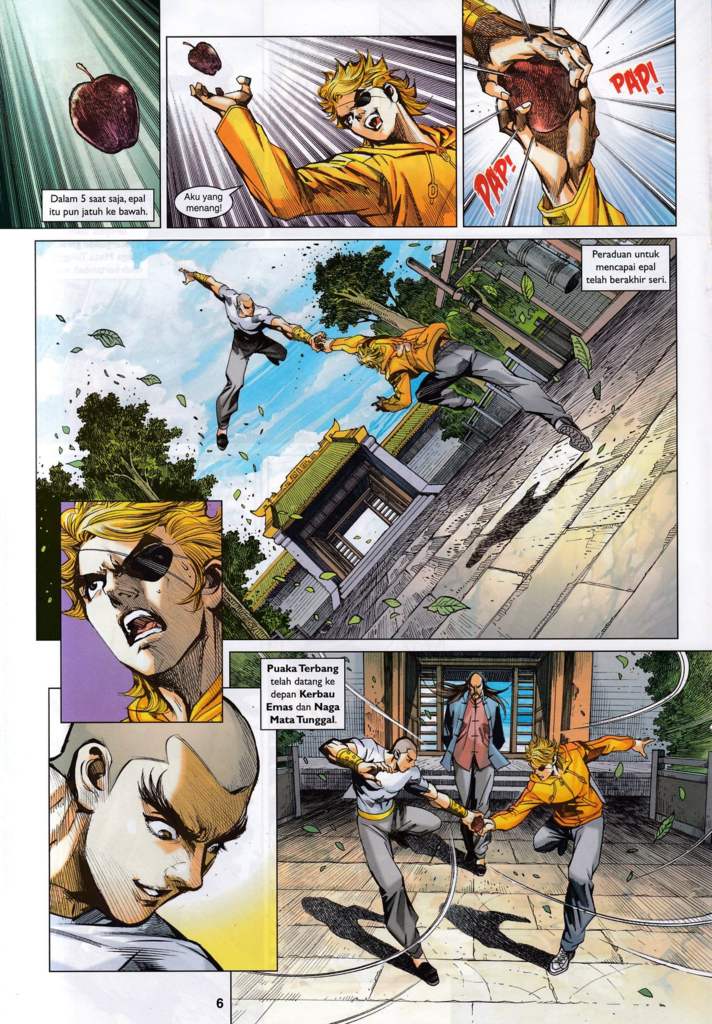 Dalam 5 saat saja, epal
itu pun jatuh ke bawah.
Aku yang
menang!
PAP!
PAP!
Peraduan untuk
mencapai epal
telah berakhir seri.
Puaka Terbang
telah datang ke
depan Kerbau
Emas dan Naga
Mata Tunggal.
6